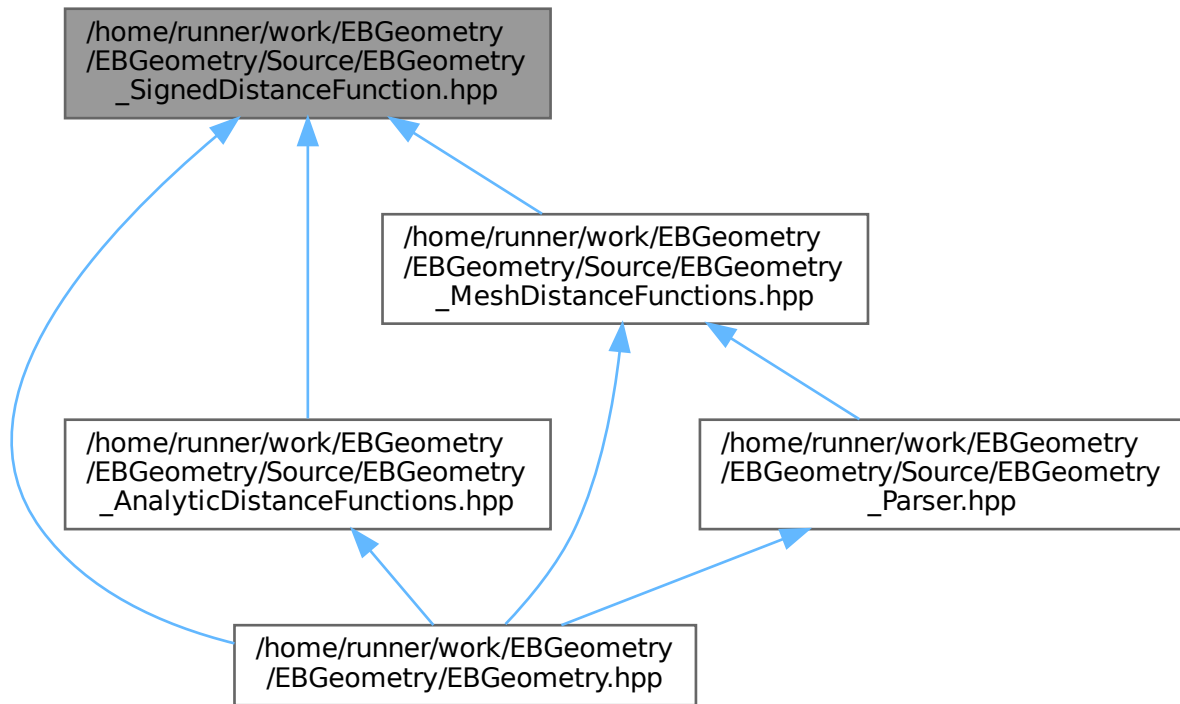 /home/runner/work/EBGeometry
/EBGeometry/Source/EBGeometry
_SignedDistanceFunction.hpp
/home/runner/work/EBGeometry
/EBGeometry/Source/EBGeometry
_MeshDistanceFunctions.hpp
/home/runner/work/EBGeometry
/EBGeometry/Source/EBGeometry
_AnalyticDistanceFunctions.hpp
/home/runner/work/EBGeometry
/EBGeometry/Source/EBGeometry
_Parser.hpp
/home/runner/work/EBGeometry
/EBGeometry/EBGeometry.hpp